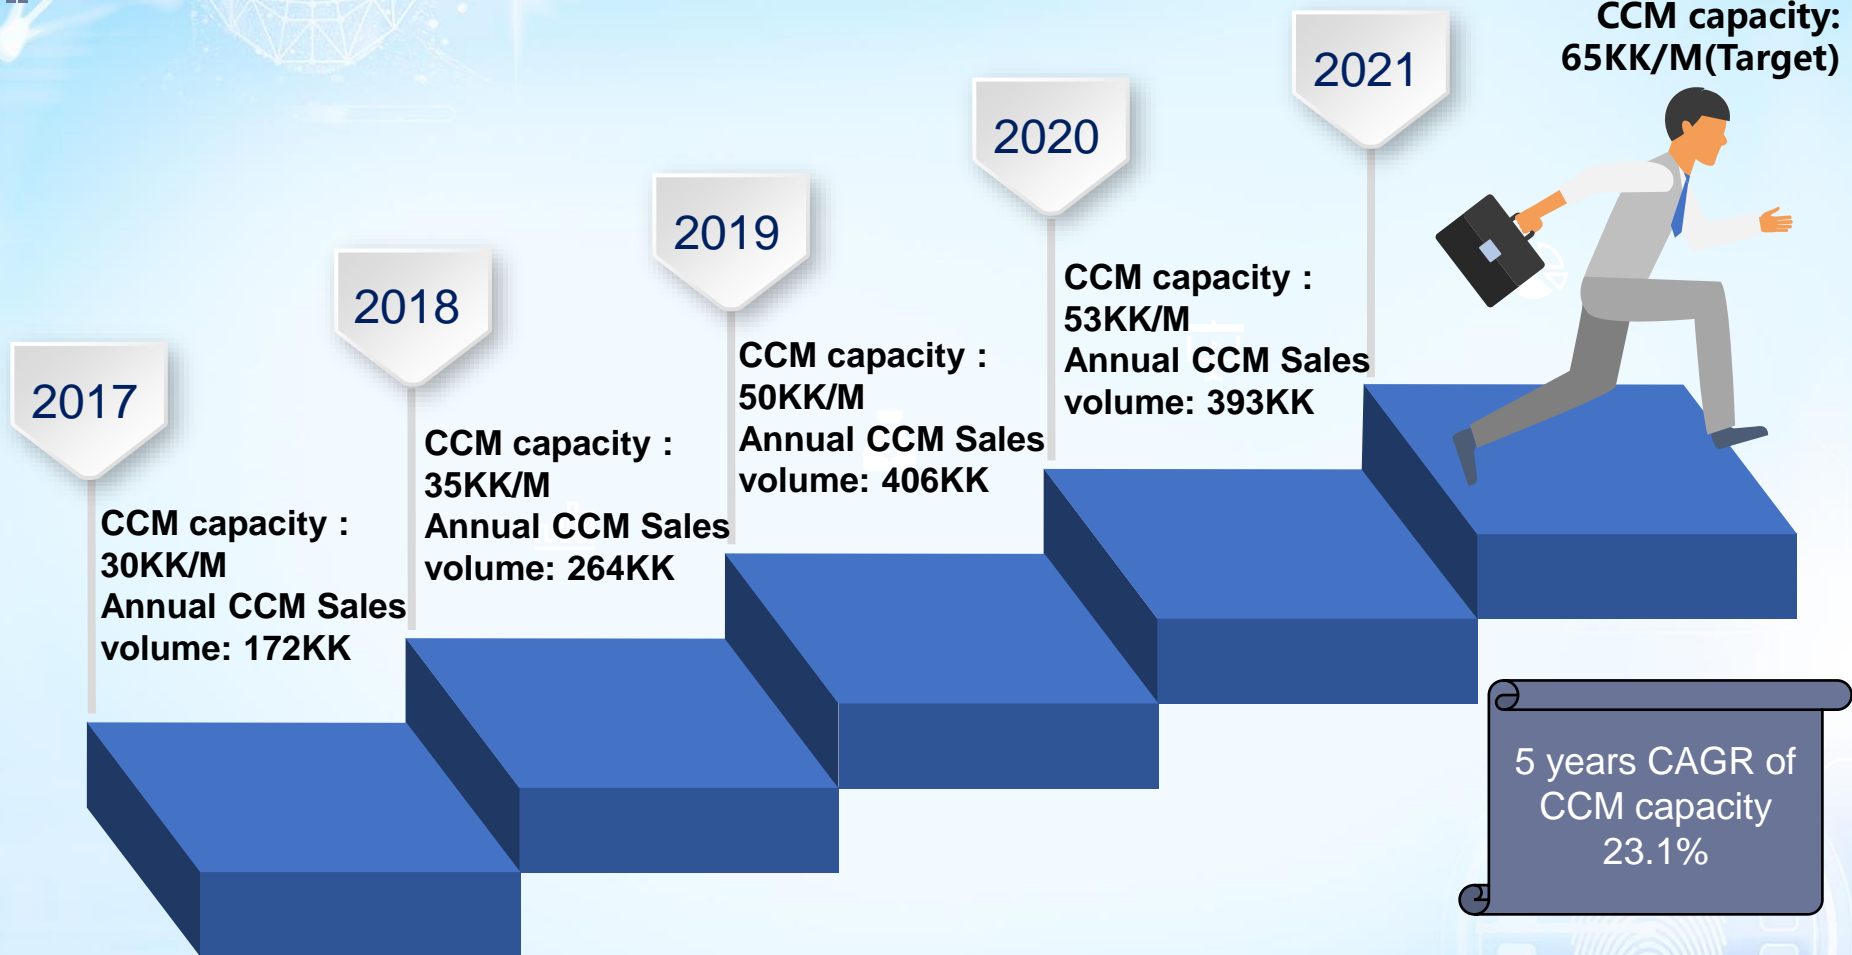 2017
CCM capacity :
30KK/M
Annual CCM Sales
volume: 172KK
2018
CCM capacity :
35KK/M
Annual CCM Sales
volume: 264KK
2019
CCM capacity :
50KK/M
Annual CCM Sales
volume: 406KK
2020
CCM capacity :
53KK/M
Annual CCM Sales
volume: 393KK
2021
CCM capacity:
65KK/M(Target)
5 years CAGR of
CCM capacity
23.1%